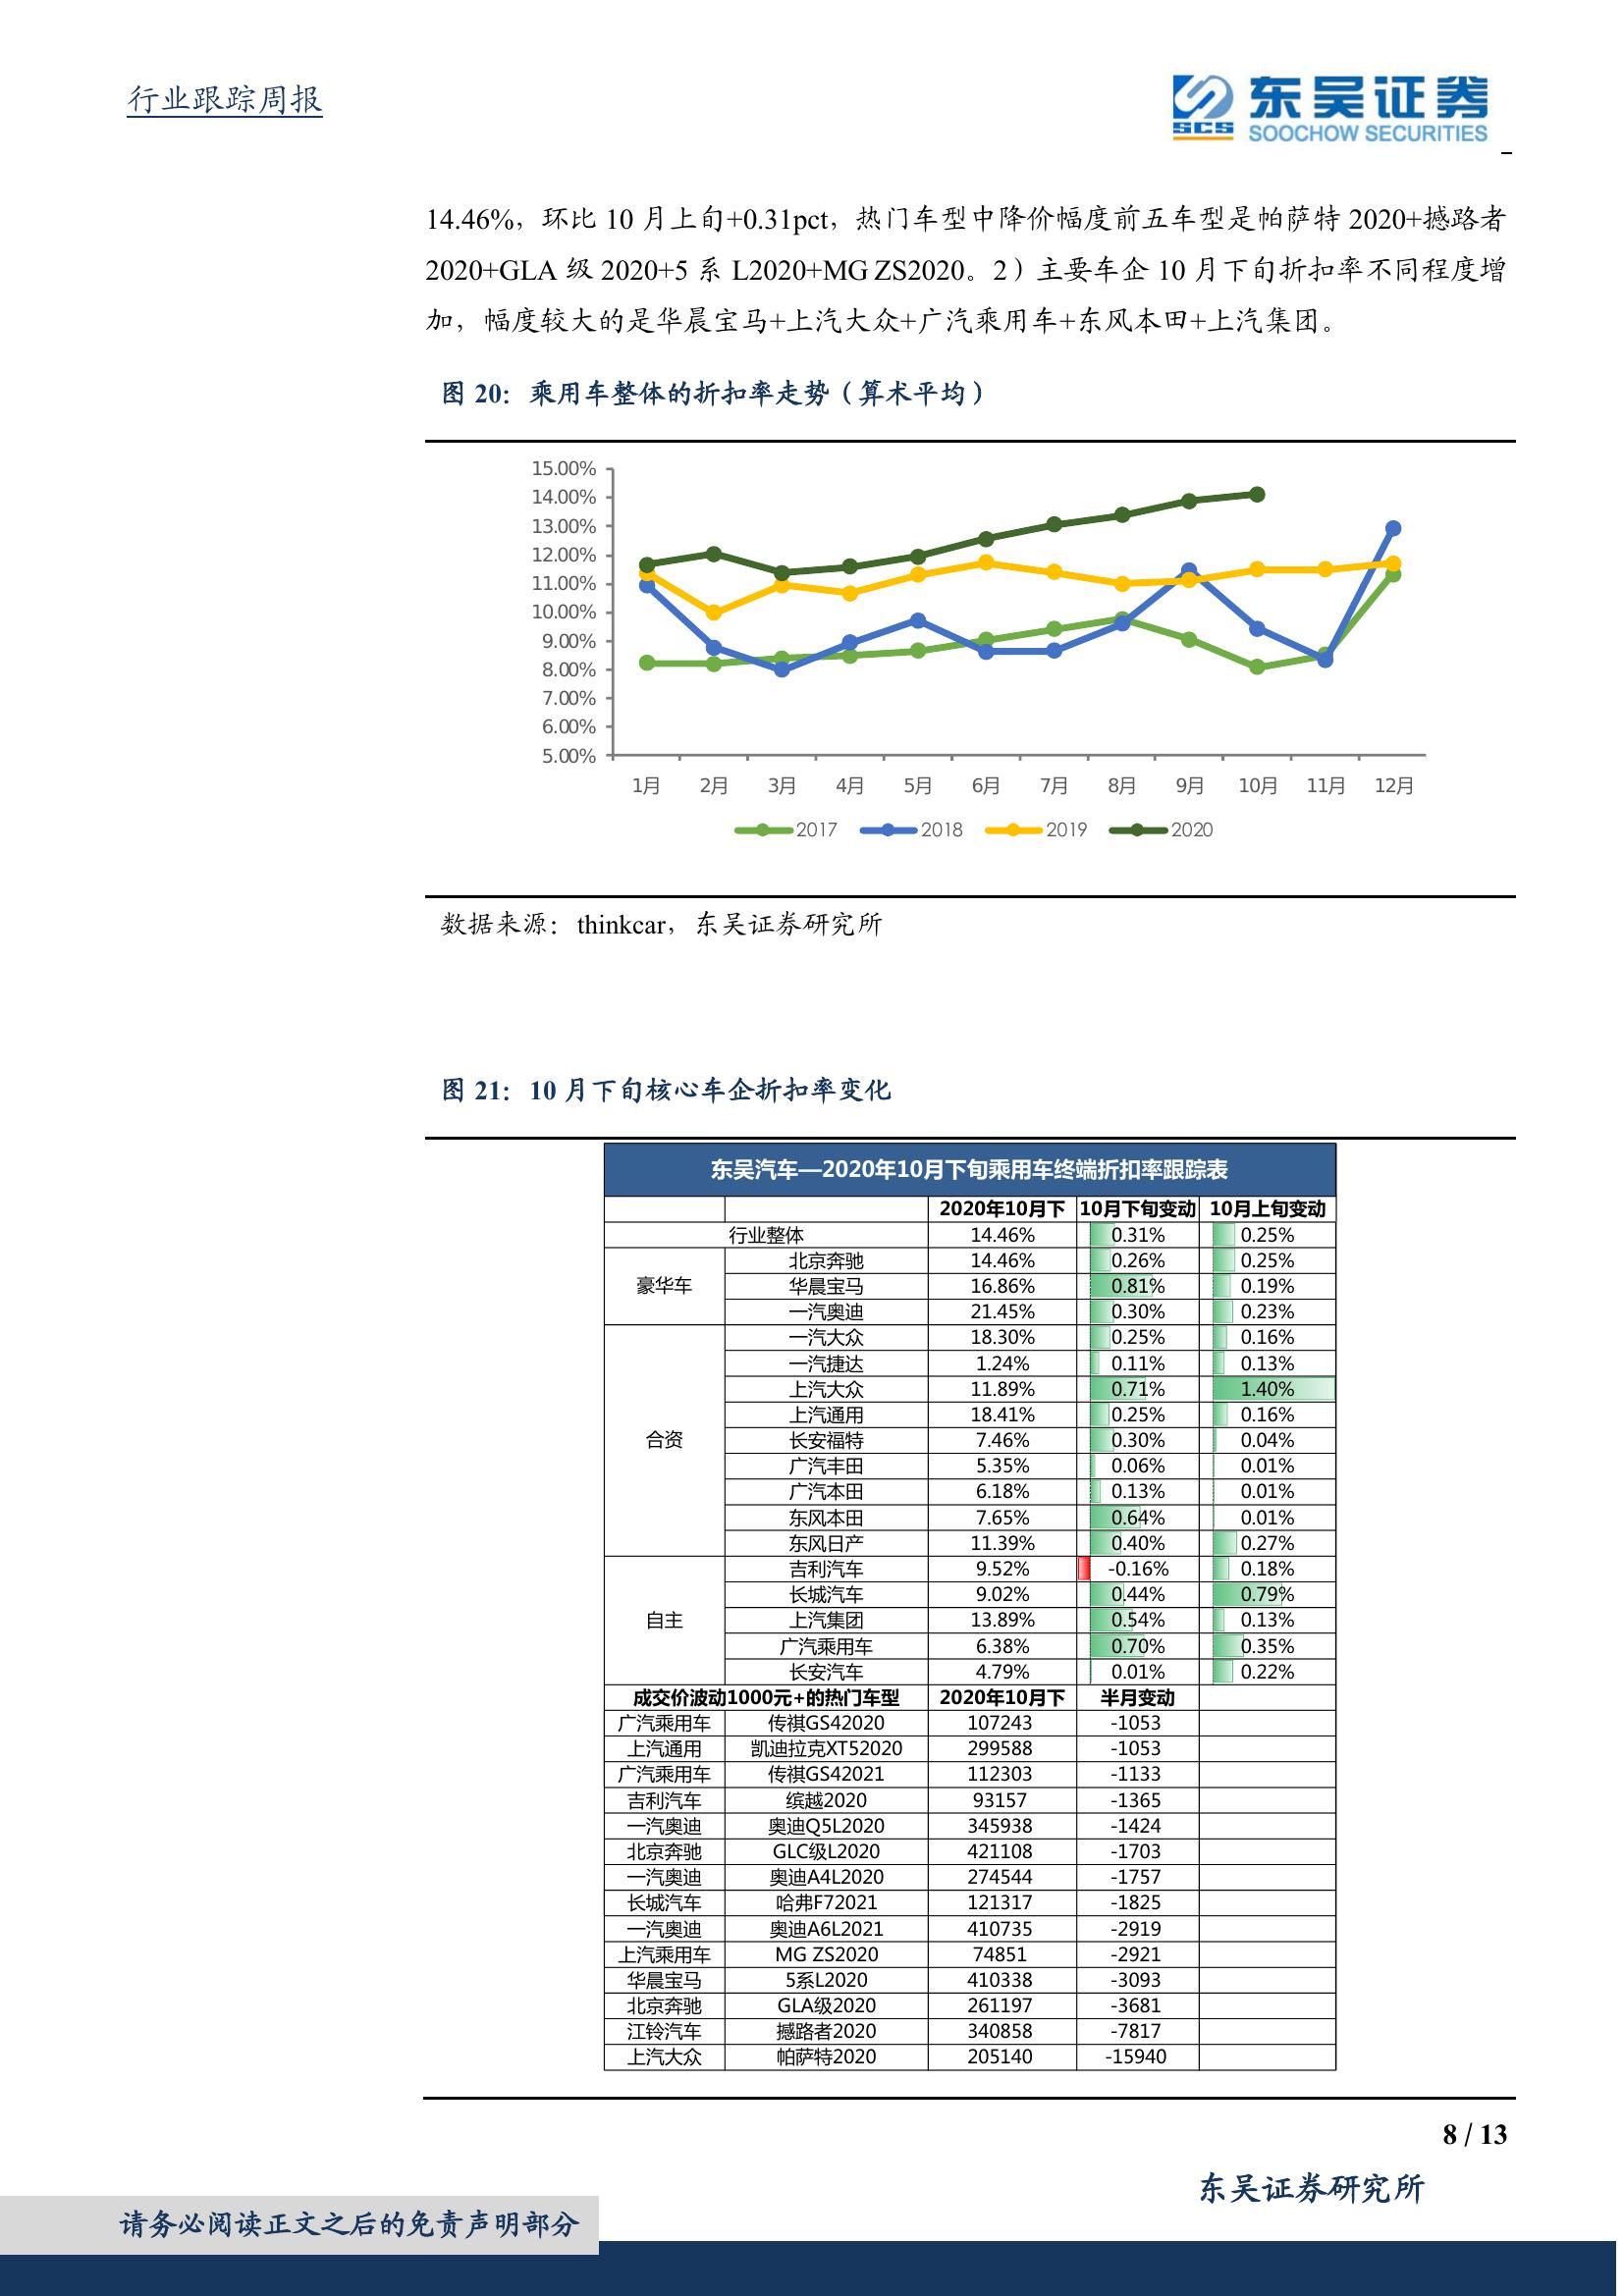 行业跟踪周报
东吴证券
SCS
SOOCHOW SECURITIES
14.46%，环比 10 月上旬+0.31pct，热门车型中降价幅度前五车型是帕萨特 2020+撼路者
2020+GLA 级 2020+5 系 L2020+MG ZS2020。2）主要车企 10 月下旬折扣率不同程度增
加，幅度较大的是华晨宝马+上汽大众+广汽乘用车+东风本田+上汽集团。
图 20：乘用车整体的折扣率走势（算术平均）
15.00%
14.00%
13.00%
12.00%
11.00%
10.00%
9.00%
8.00%
7.00%
6.00%
5.00%
1月 2月 3月 4月 5月 6月 7月 8月 9月 10月 11月 12月
2017 2018 2019 2020
数据来源：thinkcar，东吴证券研究所
图 21：10 月下旬核心车企折扣率变化
东吴汽车—2020年10月下旬乘用车终端折扣率跟踪表
2020年10月下 10月下旬变动 10月上旬变动
行业整体 14.46% 0.31% 0.25%
豪华车 北京奔驰 14.46% 0.26% 0.25%
华晨宝马 16.86% 0.81% 0.19%
一汽奥迪 21.45% 0.30% 0.23%
合资 一汽大众 18.30% 0.25% 0.16%
一汽捷达 1.24% 0.11% 0.13%
上汽大众 11.89% 0.71% 1.40%
上汽通用 18.41% 0.25% 0.16%
长安福特 7.46% 0.30% 0.04%
广汽丰田 5.35% 0.06% 0.01%
广汽本田 6.18% 0.13% 0.01%
东风本田 7.65% 0.64% 0.01%
东风日产 11.39% 0.40% 0.27%
自主 吉利汽车 9.52% -0.16% 0.18%
长城汽车 9.02% 0.44% 0.79%
上汽集团 13.89% 0.54% 0.13%
广汽乘用车 6.38% 0.70% 0.35%
长安汽车 4.79% 0.01% 0.22%
成交价波动1000元+的热门车型 2020年10月下 半月变动
广汽乘用车 传祺GS42020 107243 -1053
上汽通用 凯迪拉克XT52020 299588 -1053
广汽乘用车 传祺GS42021 112303 -1133
吉利汽车 缤越2020 93157 -1365
一汽奥迪 奥迪Q5L2020 345938 -1424
北京奔驰 GLC级L2020 421108 -1703
一汽奥迪 奥迪A4L2020 274544 -1757
长城汽车 哈弗F72021 121317 -1825
一汽奥迪 奥迪A6L2021 410735 -2919
上汽乘用车 MG ZS2020 74851 -2921
华晨宝马 5系L2020 410338 -3093
北京奔驰 GLA级2020 261197 -3681
江铃汽车 撼路者2020 340858 -7817
上汽大众 帕萨特2020 205140 -15940
8 / 13
东吴证券研究所
请务必阅读正文之后的免责声明部分